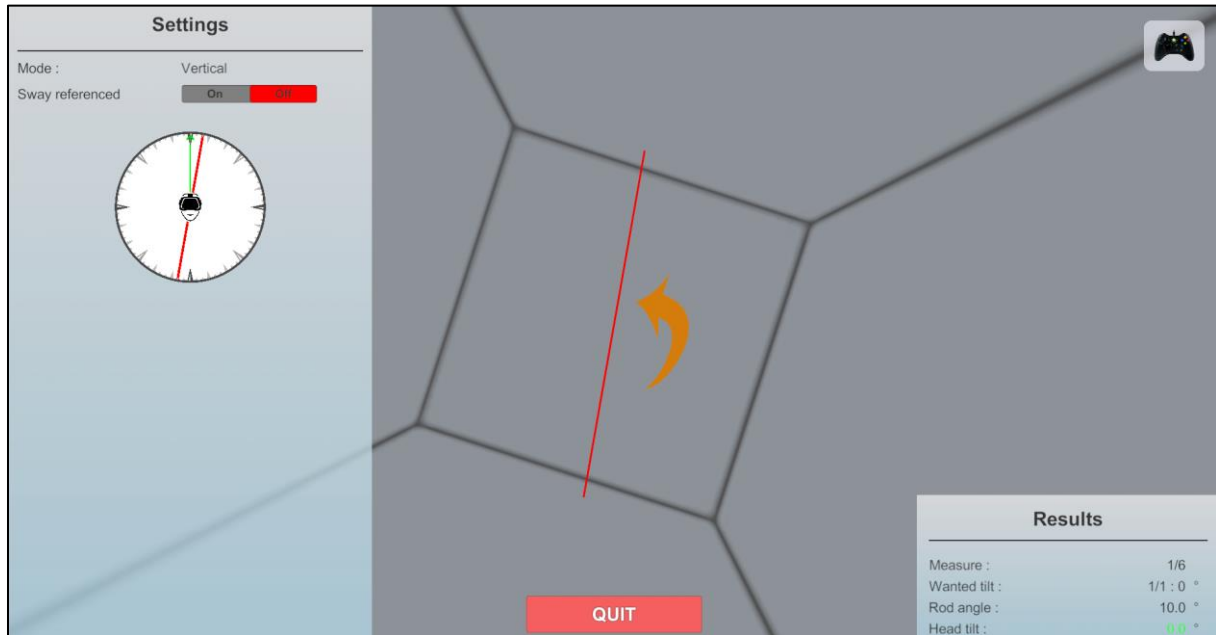 Settings
Mode : Vertical
Sway referenced On Off
QUIT
Results
Measure : 1/6
Wanted tilt : 1/1 : 0 °
Rod angle : 10.0 °
Head tilt : 0.0 °